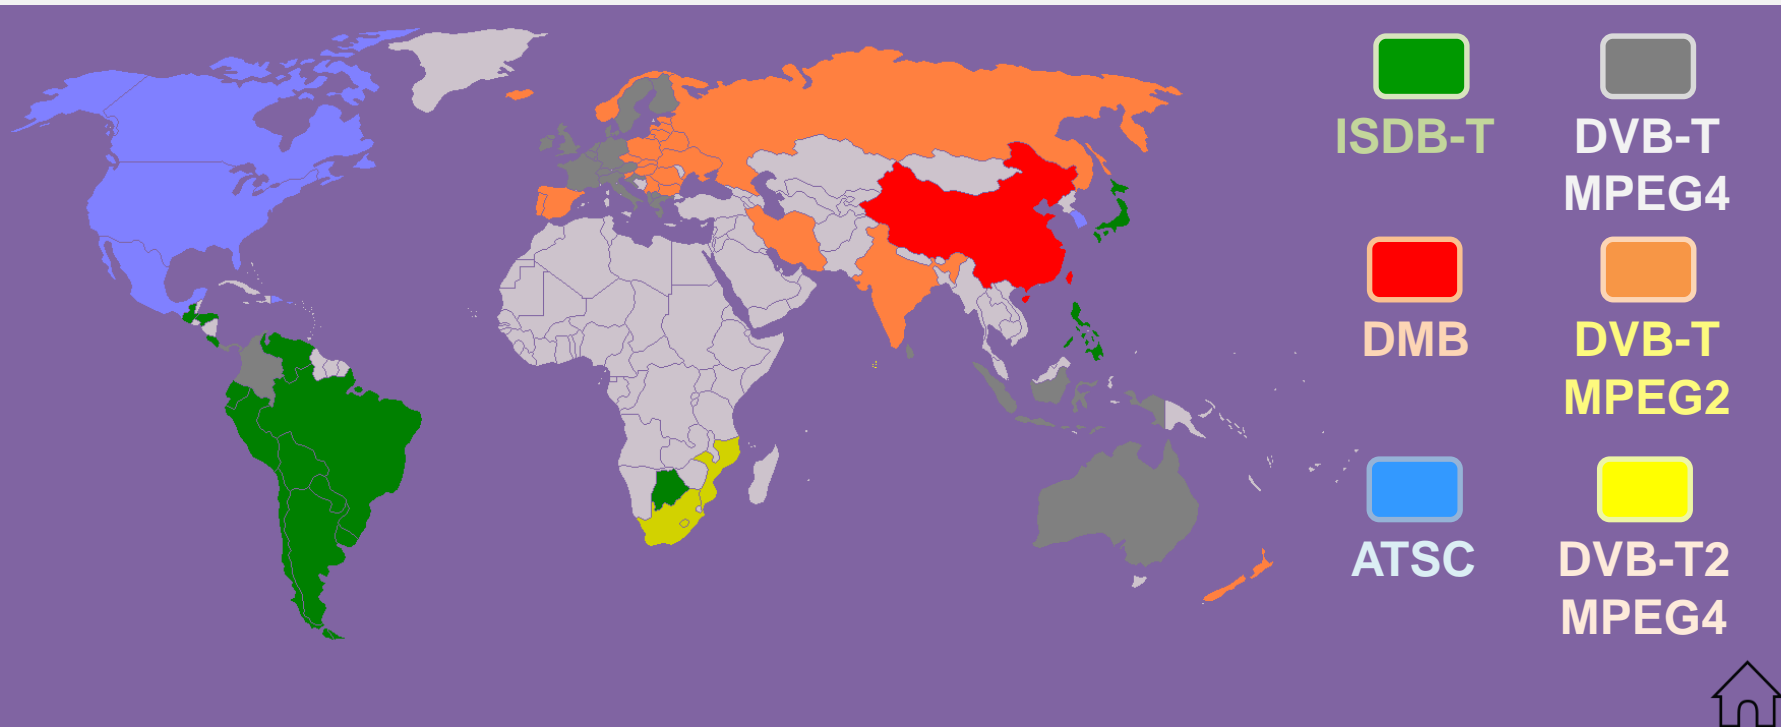 ISDB-T
DVB-T
MPEG4
DMB
DVB-T
MPEG2
ATSC
DVB-T2
MPEG4